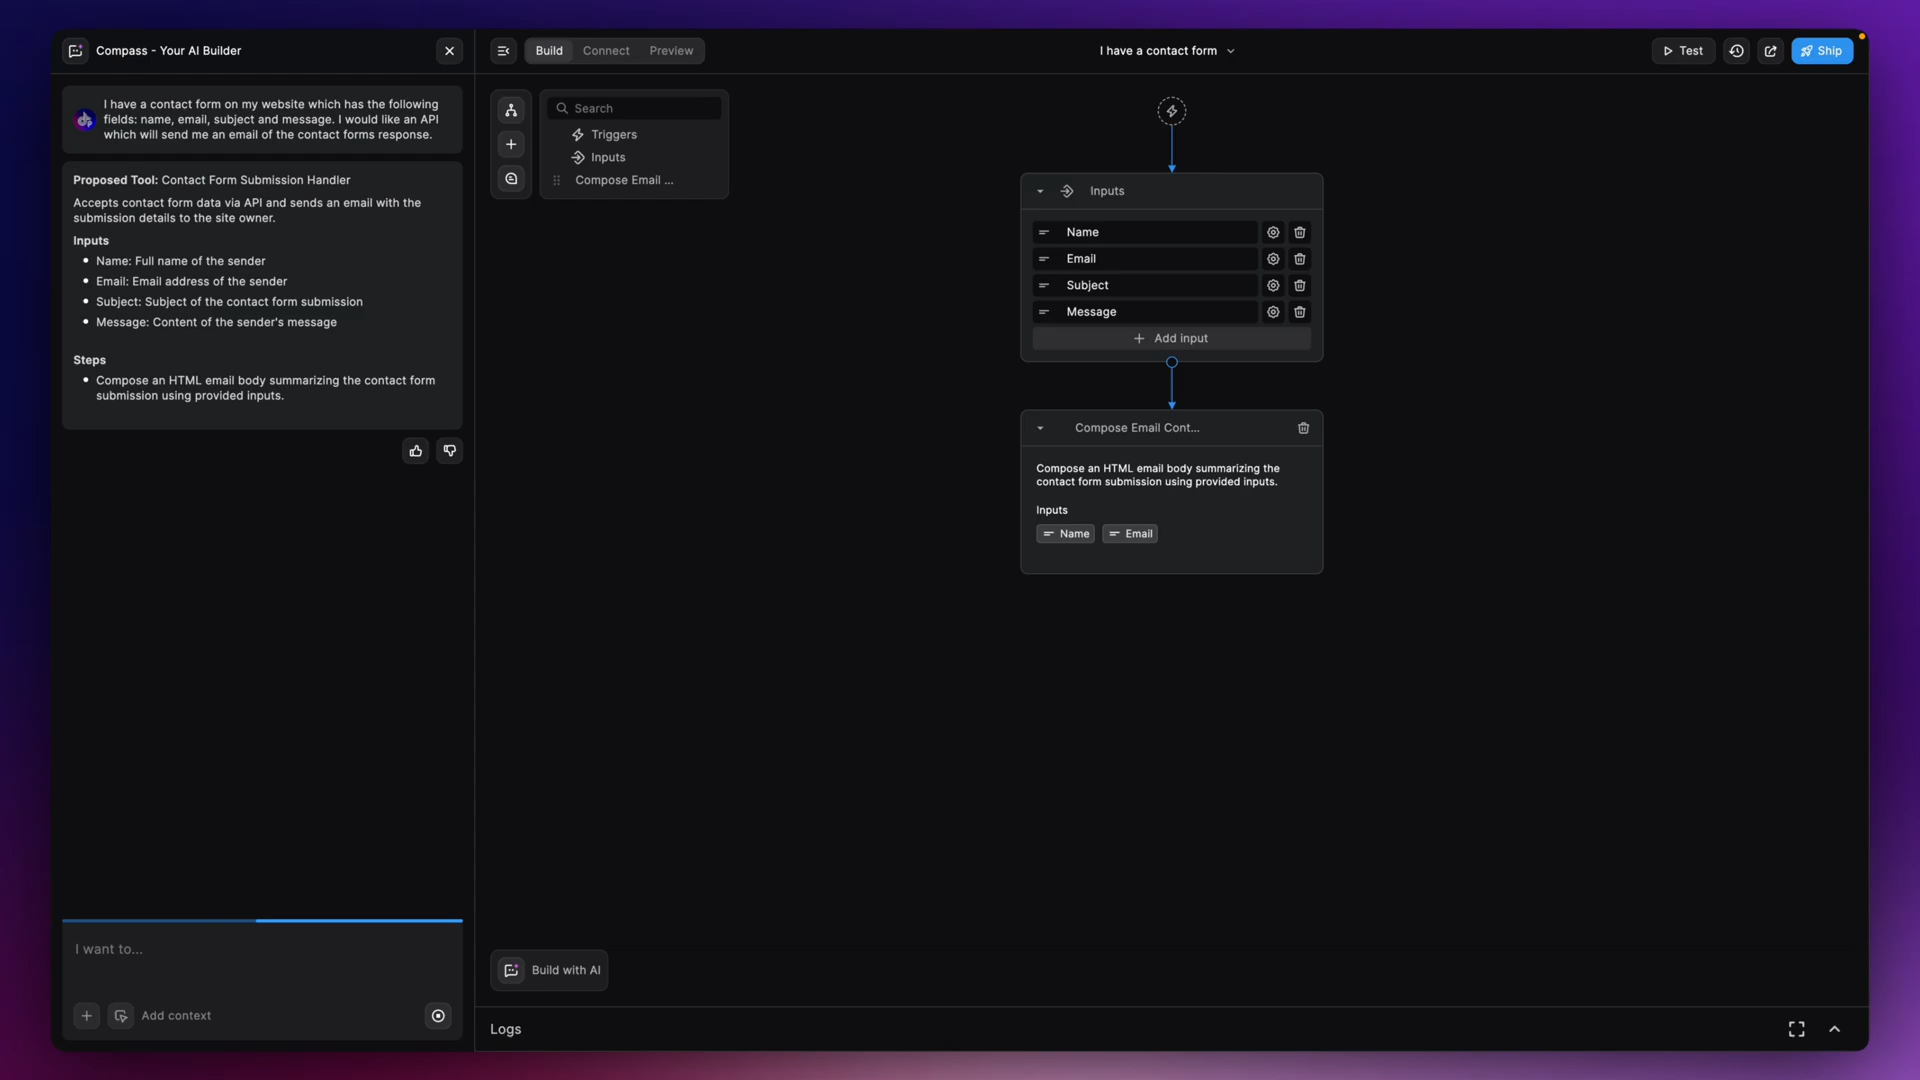 Compass - Your AI Builder
Build
Connect
Preview
I have a contact form
Test
Ship
I have a contact form on my website which has the following
fields: name, email, subject and message. I would like an API
which will send me an email of the contact forms response.
Proposed Tool: Contact Form Submission Handler
Accepts contact form data via API and sends an email with the
submission details to the site owner.
Inputs
Name: Full name of the sender
Email: Email address of the sender
Subject: Subject of the contact form submission
Message: Content of the sender's message
Steps
Compose an HTML email body summarizing the contact form
submission using provided inputs.
I want to...
Add context
Search
Triggers
Inputs
Compose Email ...
Inputs
Name
Email
Subject
Message
Add input
Compose Email Cont...
Compose an HTML email body summarizing the
contact form submission using provided inputs.
Inputs
Name
Email
Build with AI
Logs